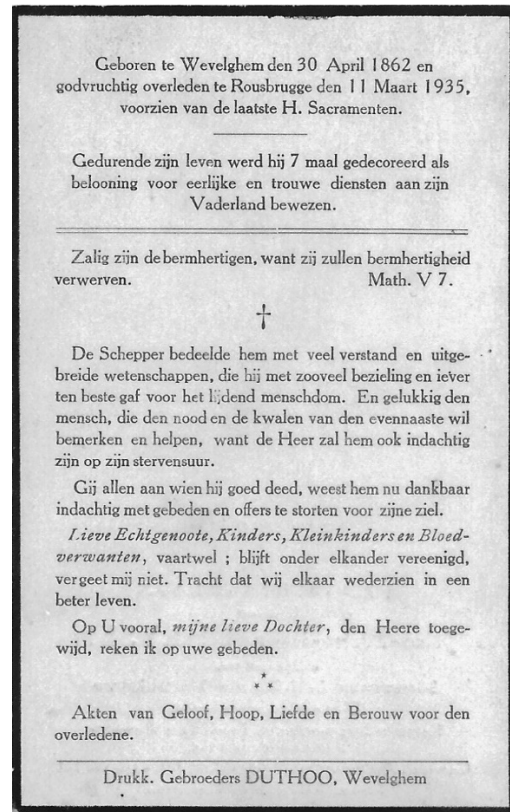 Geboren te Wevelghem den 30 April 1862 en
godvruchtig overleden te Rousbrugge den 11 Maart 1935,
voorzien van de laatste H. Sacramenten.
Gedurende zijn leven werd hij 7 maal gedecoreerd als
belooning voor eerlijke en trouwe diensten aan zijn
Vaderland bewezen.
Zalig zijn de bermhertigen, want zij zullen bermhertigheid
verwerven. Math. V 7.
†
De Schepper bedeelde hem met veel verstand en uitge-
breide wetenschappen, die hij met zooveel bezieling en iever
ten beste gaf voor het lijdend menschdom. En gelukkig den
mensch, die den nood en de kwalen van den evennaaste wil
bemerken en helpen, want de Heer zal hem ook indachtig
zijn op zijn stervensuur.
Gij allen aan wien hij goed deed, weest hem nu dankbaar
indachtig met gebeden en offers te storten voor zijne ziel.
Lieve Echtgenoote, Kinders, Kleinkinders en Bloed-
verwanten, vaartwel ; blijft onder elkander vereenigd,
vergeet mij niet. Tracht dat wij elkaar wederzien in een
beter leven.
Op U vooral, mijne lieve Dochter, den Heere toege-
wijd, reken ik op uwe gebeden.
Akten van Geloof, Hoop, Liefde en Berouw voor den
overledene.
Drukk. Gebroeders DUTHOO, Wevelghem